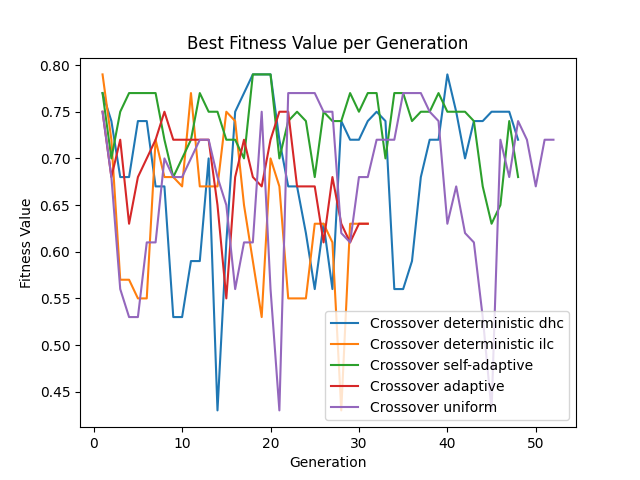 Best Fitness Value per Generation
Fitness Value
0.80
0.75
0.70
0.65
0.60
0.55
0.50
0.45
Crossover deterministic dhc
Crossover deterministic ilc
Crossover self-adaptive
Crossover adaptive
Crossover uniform
0
10
20
30
40
50
Generation